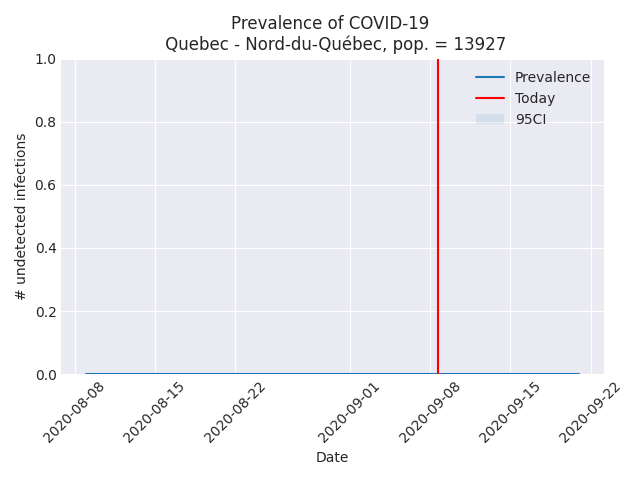 Prevalence of COVID-19
Quebec - Nord-du-Québec, pop. = 13927
1.0
0.8
0.6
0.4
0.2
0.0
# undetected infections
Prevalence
Today
95CI
2020-08-08
2020-08-15
2020-08-22
2020-09-01
2020-09-08
2020-09-15
2020-09-22
Date